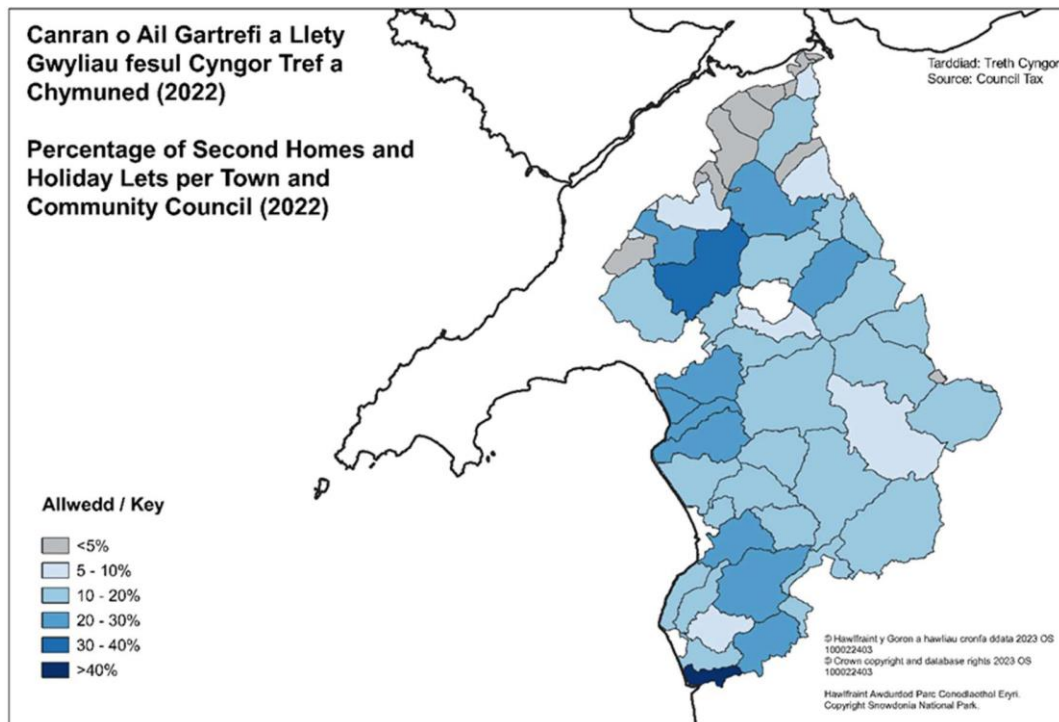 Canran o Ail Gartrefi a Llety
Gwyliau fesul Cyngor Tref a
Chymuned (2022)
Percentage of Second Homes and
Holiday Lets per Town and
Community Council (2022)
Tarddiad: Treth Cyngor
Source: Council Tax
Allwedd / Key
<5%
5 - 10%
10 - 20%
20 - 30%
30 - 40%
>40%
© Hawlfraint y Goron a hawliau cronfa ddata 2023 OS
100022403
© Crown copyright and database rights 2023 OS
100022403
Hawlfraint Awdurdod Parc Cenedlaethol Eryri.
Copyright Snowdonia National Park.